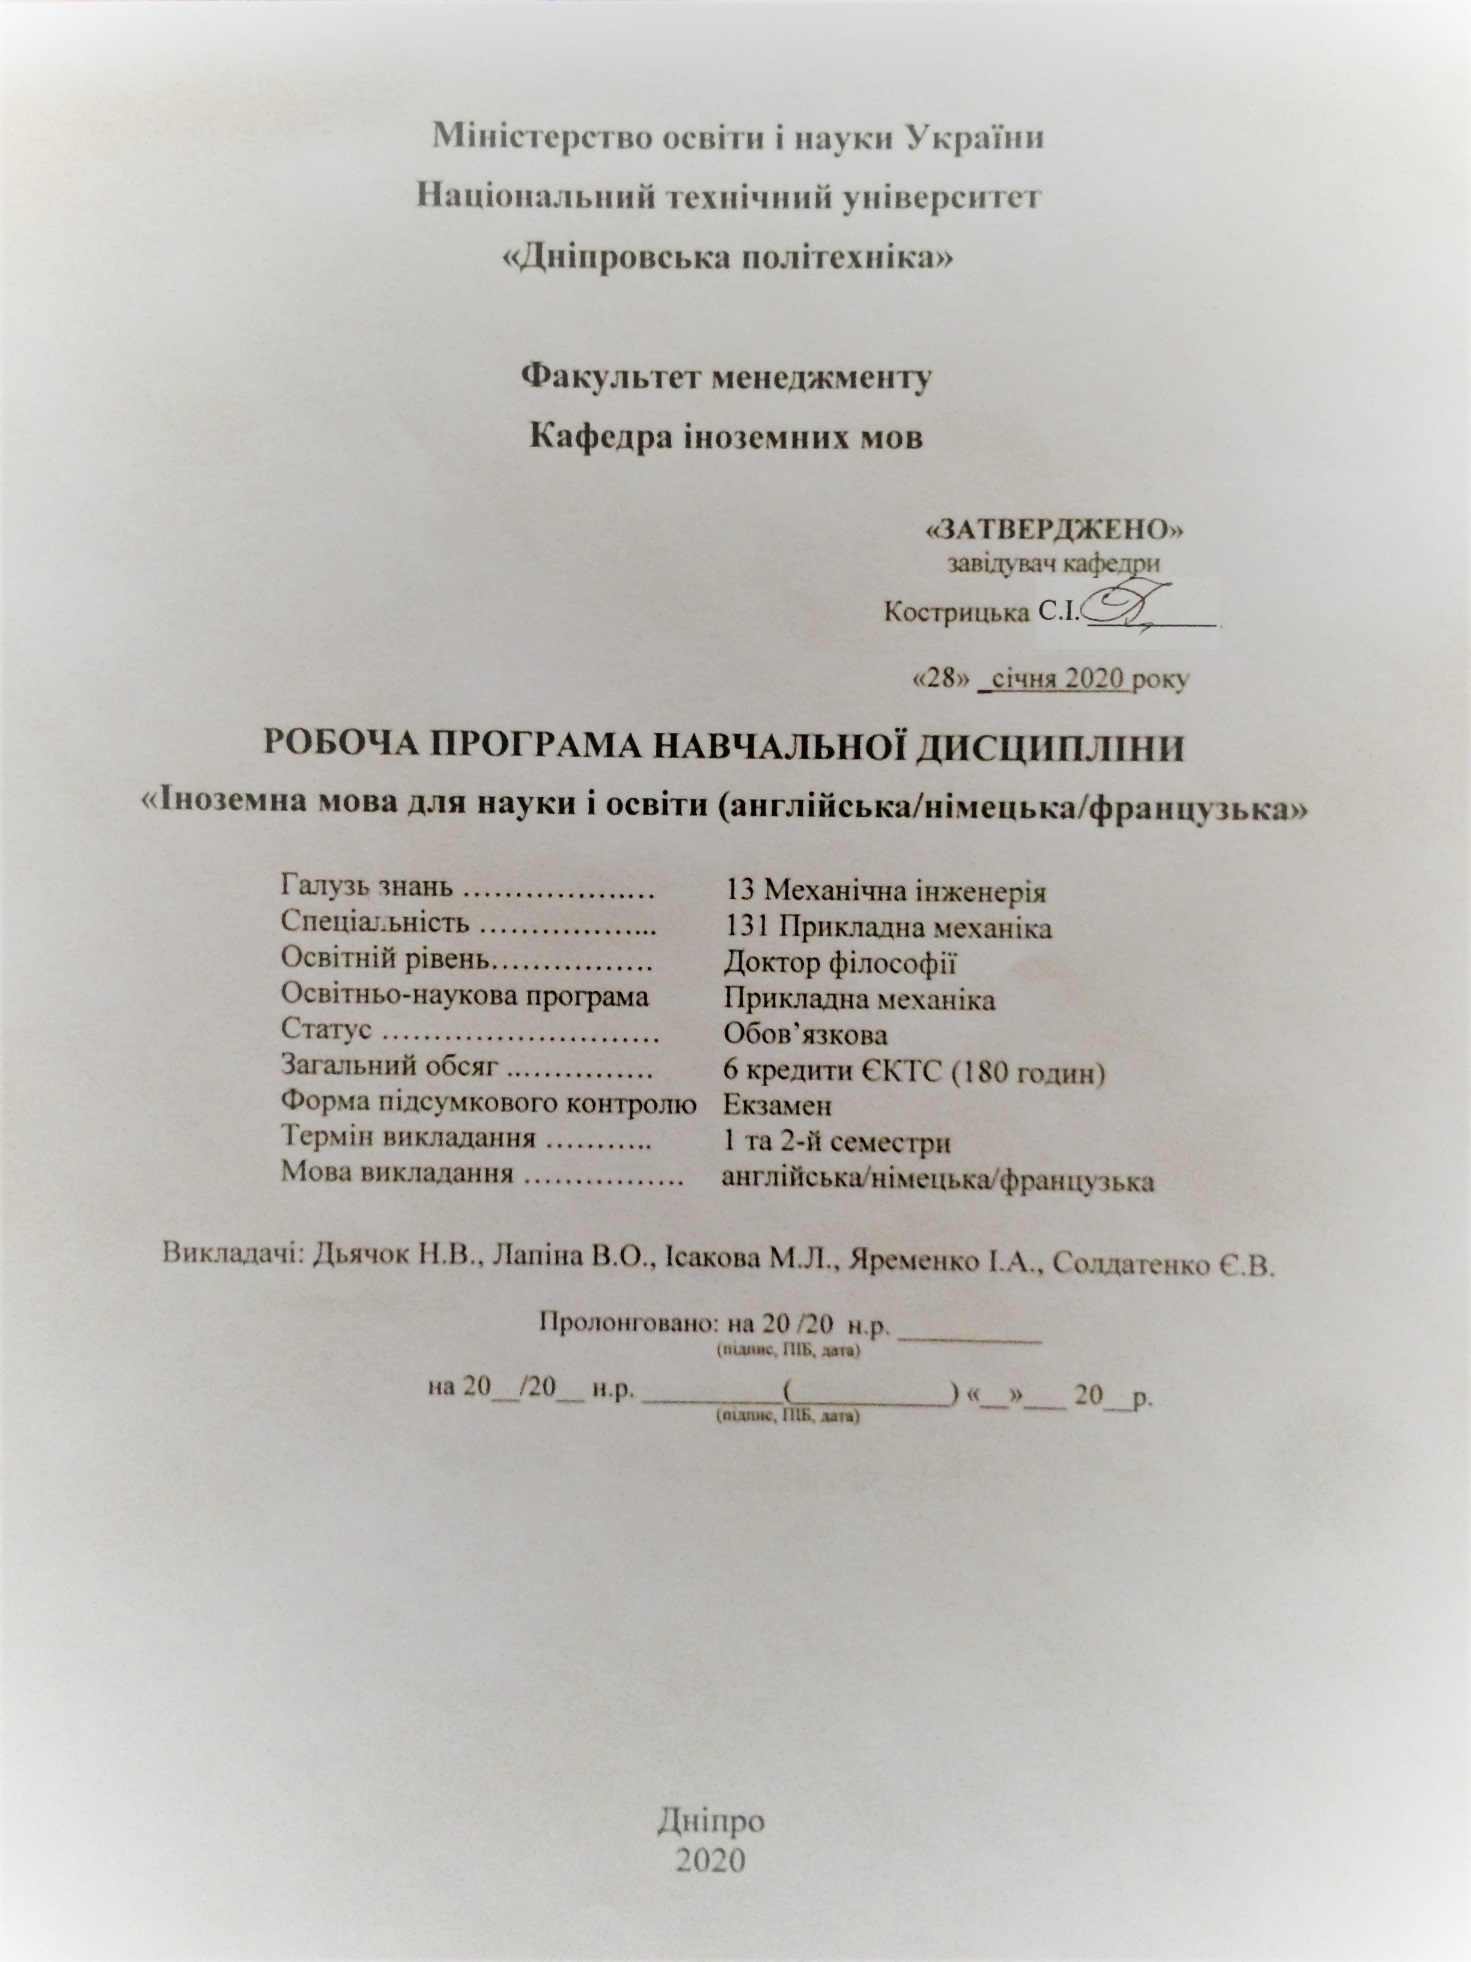 Міністерство освіти і науки України
Національний технічний університет
«Дніпровська політехніка»
Факультет менеджменту
Кафедра іноземних мов
«ЗАТВЕРДЖЕНО»
завідувач кафедри
Кострицька С.І.
«28» _січня 2020 року
РОБОЧА ПРОГРАМА НАВЧАЛЬНОЇ ДИСЦИПЛІНИ
«Іноземна мова для науки і освіти (англійська/німецька/французька»
Галузь знань ................... 13 Механічна інженерія
Спеціальність .................. 131 Прикладна механіка
Освітній рівень................ Доктор філософії
Освітньо-наукова програма Прикладна механіка
Статус ........................... Обов’язкова
Загальний обсяг ............... 6 кредити ЄКТС (180 годин)
Форма підсумкового контролю Екзамен
Термін викладання ........... 1 та 2-й семестри
Мова викладання ................ англійська/німецька/французька
Викладачі: Дьячок Н.В., Лапіна В.О., Ісакова М.Л., Яременко І.А., Солдатенко Є.В.
Пролонговано: на 20 /20 н.р. __________
(підпис, ПІБ, дата)
на 20__/20__ н.р. __________(____________) «__»___ 20__р.
(підпис, ПІБ, дата)
Дніпро
2020